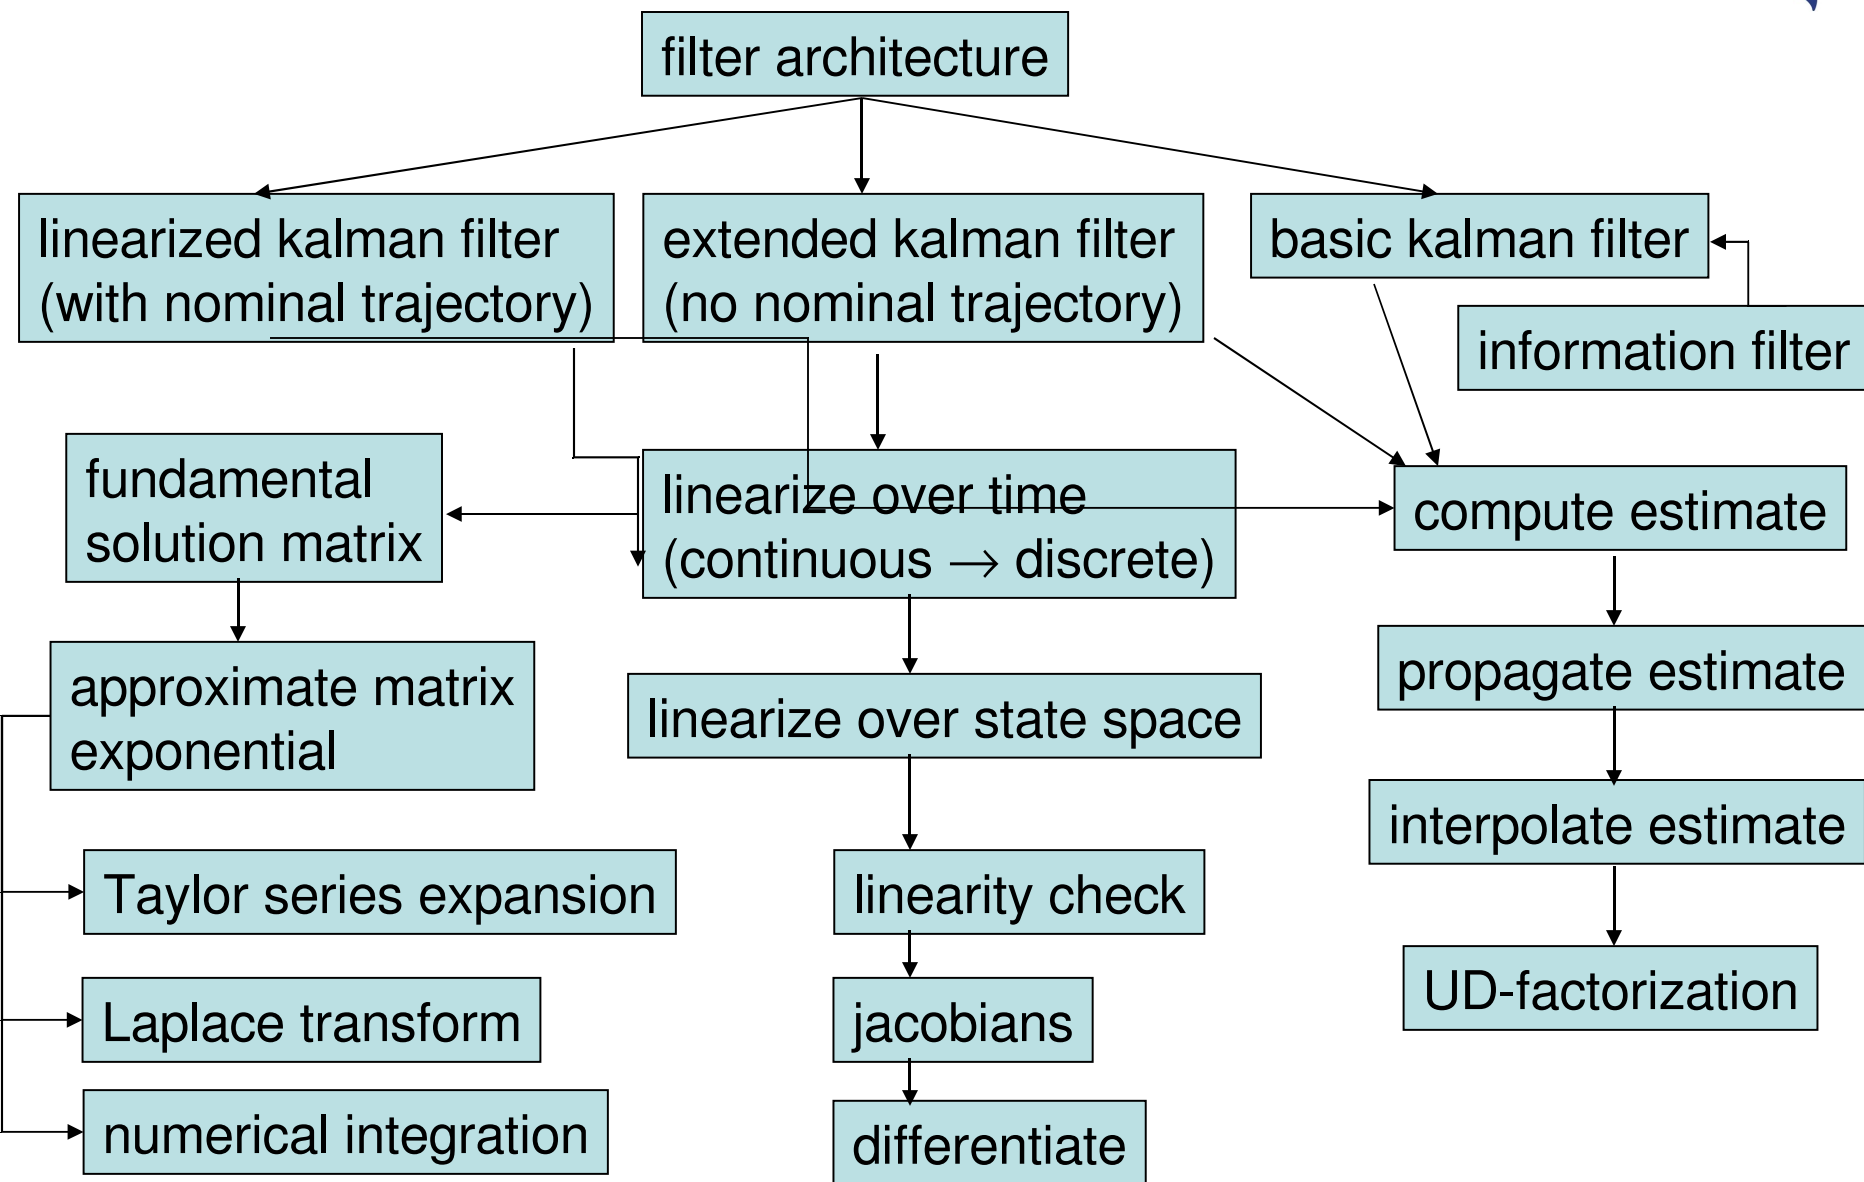 filter architecture
linearized kalman filter
(with nominal trajectory)
extended kalman filter
(no nominal trajectory)
basic kalman filter
information filter
fundamental
solution matrix
linearize over time
(continuous → discrete)
compute estimate
approximate matrix
exponential
linearize over state space
propagate estimate
interpolate estimate
Taylor series expansion
linearity check
UD-factorization
Laplace transform
jacobians
numerical integration
differentiate